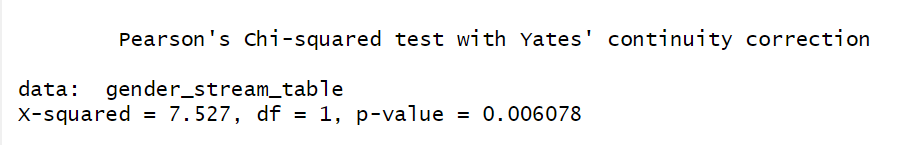 Pearson's Chi-squared test with Yates' continuity correction
data:  gender_stream_table
X-squared = 7.527, df = 1, p-value = 0.006078